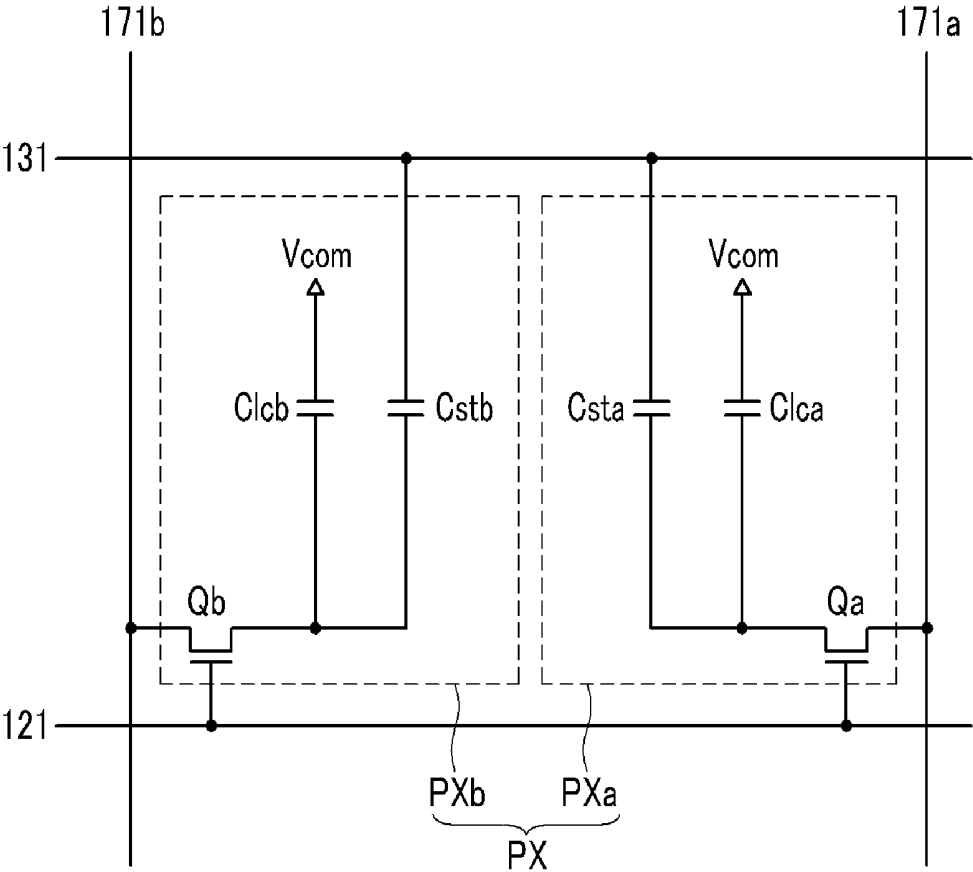 171b
171a
131
Vcom
Vcom
Clcb
Cstb
Csta
Clca
Qb
Qa
121
PXb
PXa
PX